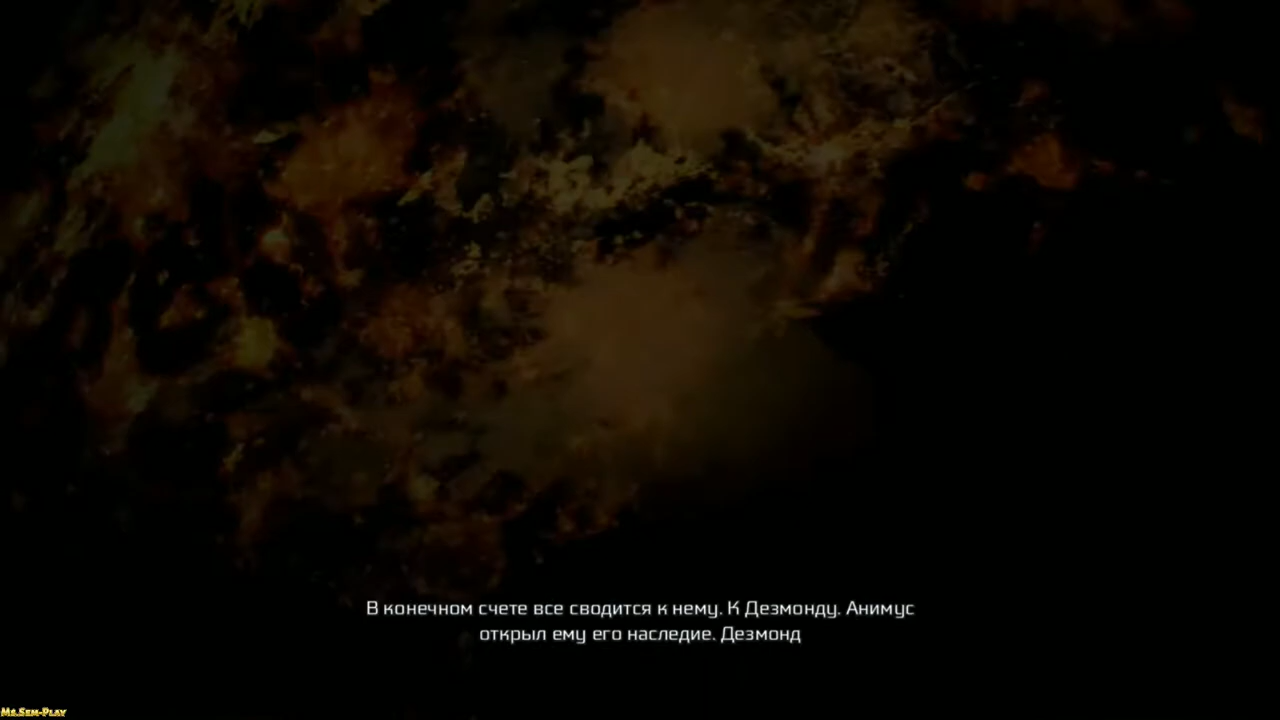 В конечном счете все сводится к нему. К Дезмонду. Анимус
открыл ему его наследие. Дезмонд
Ms.Sem-Play